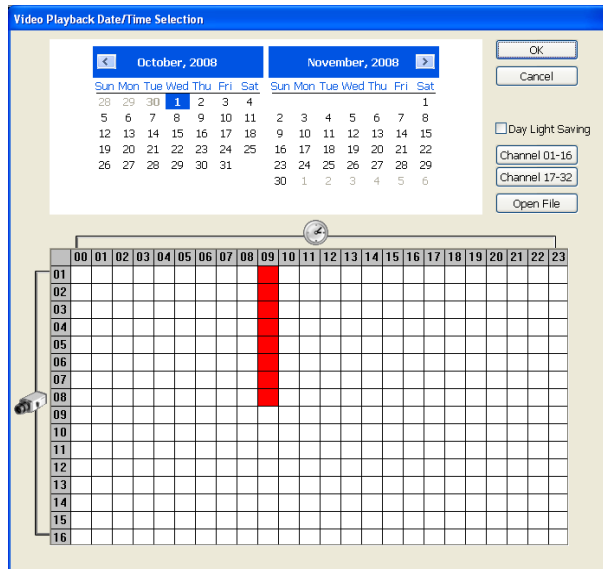 Video Playback Date/Time Selection
October, 2008
November, 2008
Sun Mon Tue Wed Thu Fri Sat
Sun Mon Tue Wed Thu Fri Sat
28 29 30 1 2 3 4
1
5 6 7 8 9 10 11
2 3 4 5 6 7 8
12 13 14 15 16 17 18
9 10 11 12 13 14 15
19 20 21 22 23 24 25
16 17 18 19 20 21 22
26 27 28 29 30 31
23 24 25 26 27 28 29
30 1 2 3 4 5 6
OK
Cancel
Day Light Saving
Channel 01-16
Channel 17-32
Open File
00 01 02 03 04 05 06 07 08 09 10 11 12 13 14 15 16 17 18 19 20 21 22 23
01
02
03
04
05
06
07
08
09
10
11
12
13
14
15
16